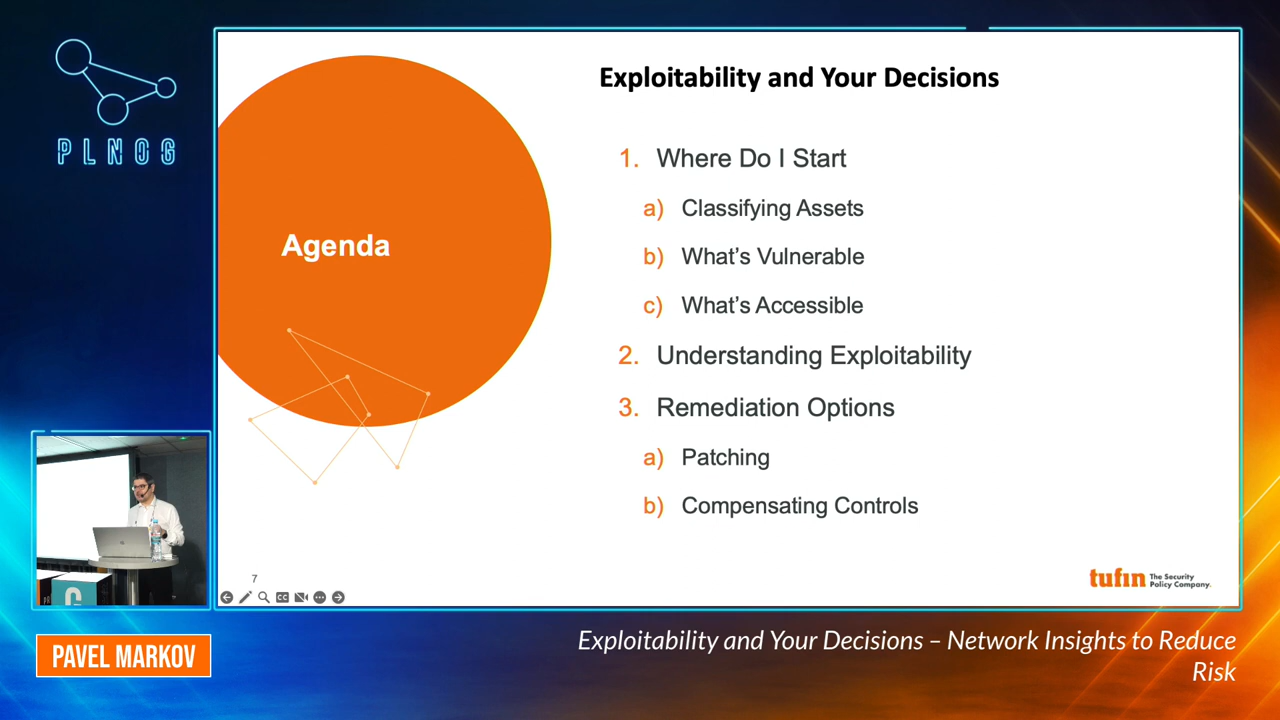 PLNOG
Agenda
Exploitability and Your Decisions
1. Where Do I Start
a) Classifying Assets
b) What's Vulnerable
c) What's Accessible
2. Understanding Exploitability
3. Remediation Options
a) Patching
b) Compensating Controls
7
CC
tufin The Security
Policy Company.
PAVEL MARKOV
Exploitability and Your Decisions – Network Insights to Reduce
Risk